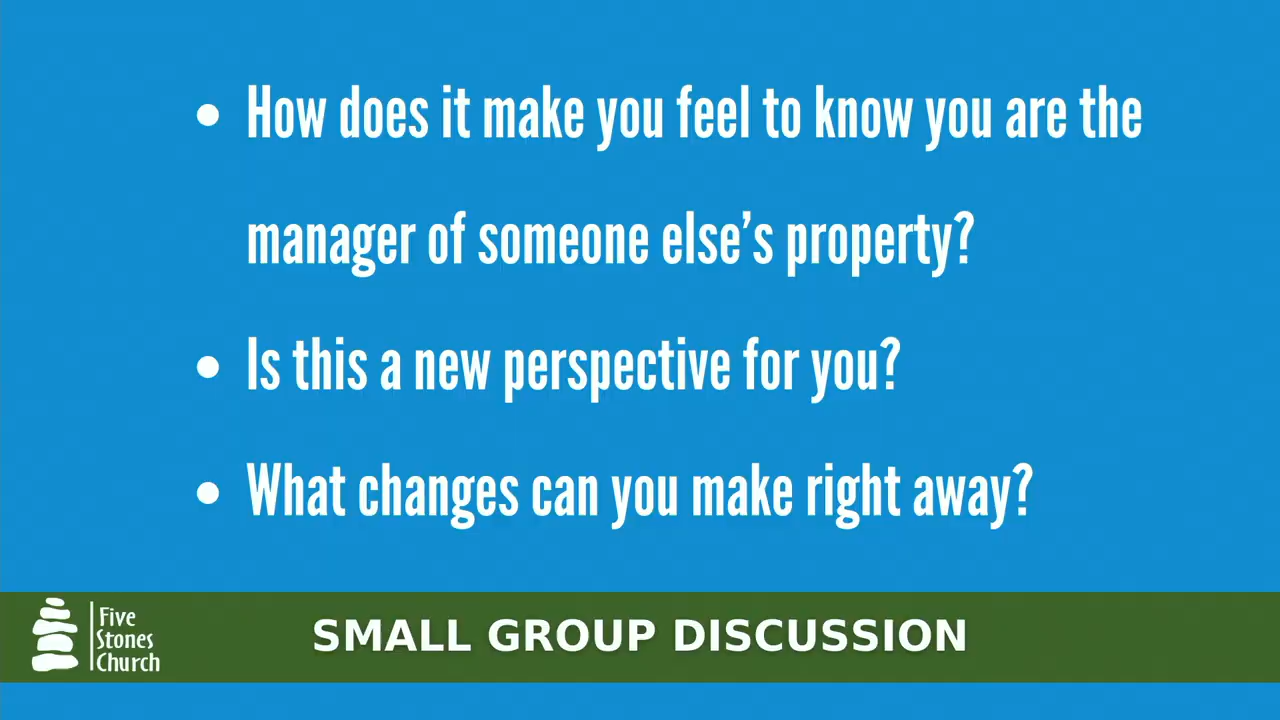 • How does it make you feel to know you are the
manager of someone else’s property?
• Is this a new perspective for you?
• What changes can you make right away?
Five
Stones
Church
SMALL GROUP DISCUSSION